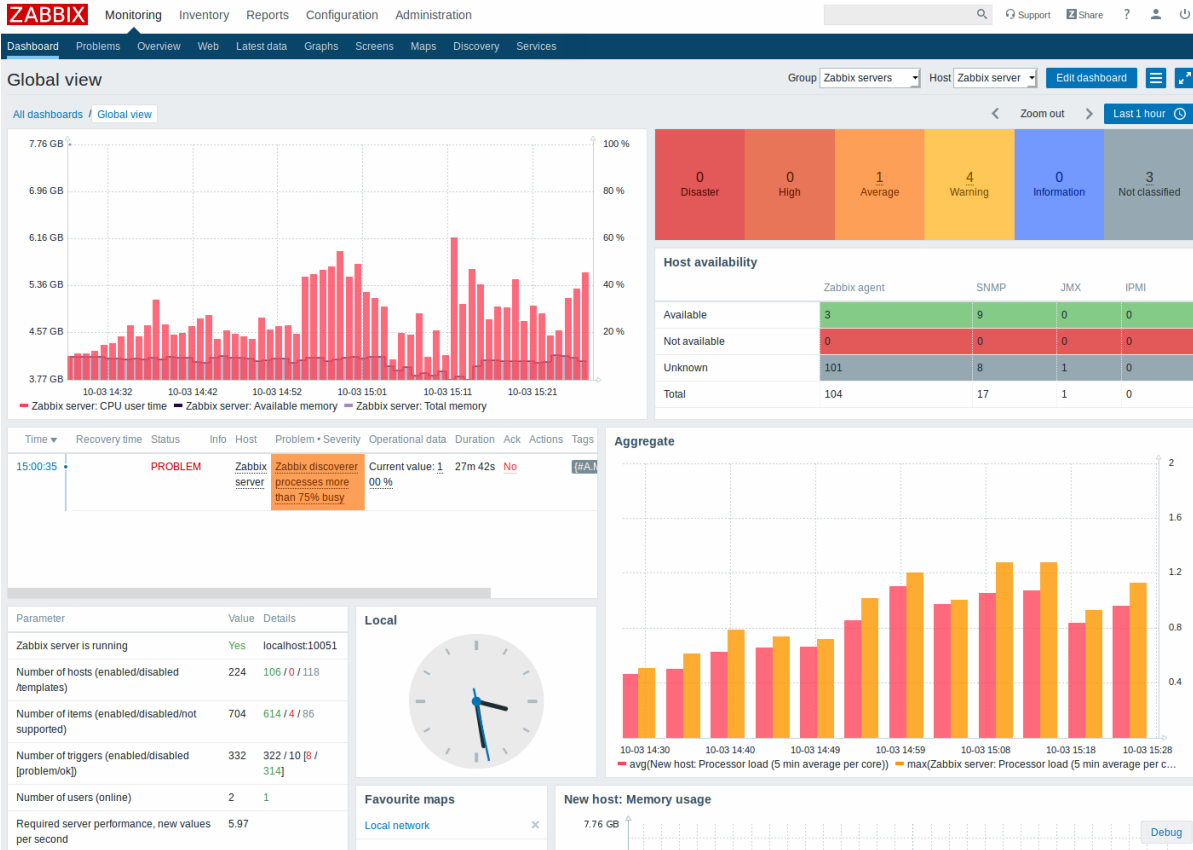 ZABBIX Monitoring Inventory Reports Configuration Administration Support Z Share ?
Dashboard Problems Overview Web Latest data Graphs Screens Maps Discovery Services
Global view Group Zabbix servers Host Zabbix server Edit dashboard
All dashboards / Global view Zoom out Last 1 hour
7.76 GB 100 %
6.96 GB 80 %
6.16 GB 60 %
5.36 GB 40 %
4.57 GB 20 %
3.77 GB
10-03 14:32 10-03 14:42 10-03 14:52 10-03 15:01 10-03 15:11 10-03 15:21
Zabbix server: CPU user time Zabbix server: Available memory Zabbix server: Total memory
0 0 1 4 0 3
Disaster High Average Warning Information Not classified
Host availability
Zabbix agent SNMP JMX IPMI
Available 3 9 0 0
Not available 0 0 0 0
Unknown 101 8 1 0
Total 104 17 1 0
Time Recovery time Status Info Host Problem • Severity Operational data Duration Ack Actions Tags
15:00:35 PROBLEM Zabbix Zabbix discoverer Current value: 1 27m 42s No {#A.M
server processes more 00 %
than 75% busy
Aggregate
2
1.6
1.2
0.8
0.4
10-03 14:30 10-03 14:40 10-03 14:49 10-03 14:59 10-03 15:08 10-03 15:18 10-03 15:28
avg(New host: Processor load (5 min average per core)) max(Zabbix server: Processor load (5 min average per c...
Parameter Value Details
Zabbix server is running Yes localhost:10051
Number of hosts (enabled/disabled 224 106 / 0 / 118
/templates)
Number of items (enabled/disabled/not 704 614 / 4 / 86
supported)
Number of triggers (enabled/disabled 332 322 / 10 [8 /
[problem/ok]) 314]
Number of users (online) 2 1
Required server performance, new values 5.97
per second
Local
Favourite maps
Local network
New host: Memory usage
7.76 GB
Debug